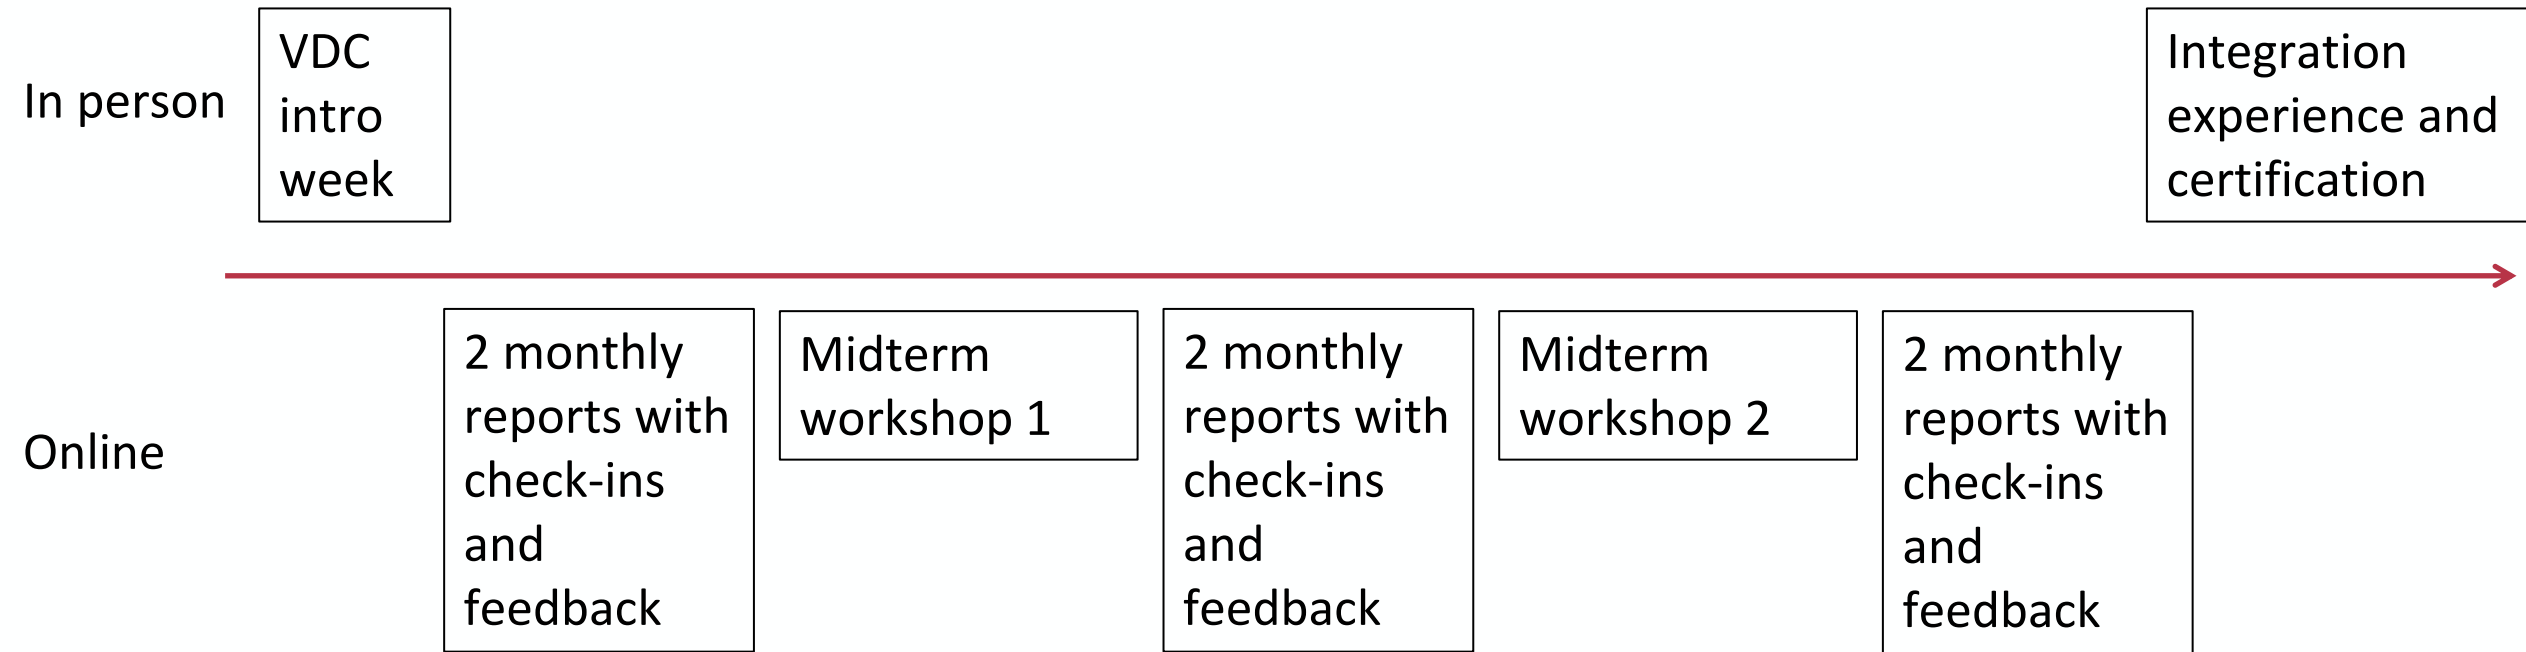 In person
VDC
intro
week
Integration
experience and
certification
Online
2 monthly
reports with
check-ins
and
feedback
Midterm
workshop 1
2 monthly
reports with
check-ins
and
feedback
Midterm
workshop 2
2 monthly
reports with
check-ins
and
feedback